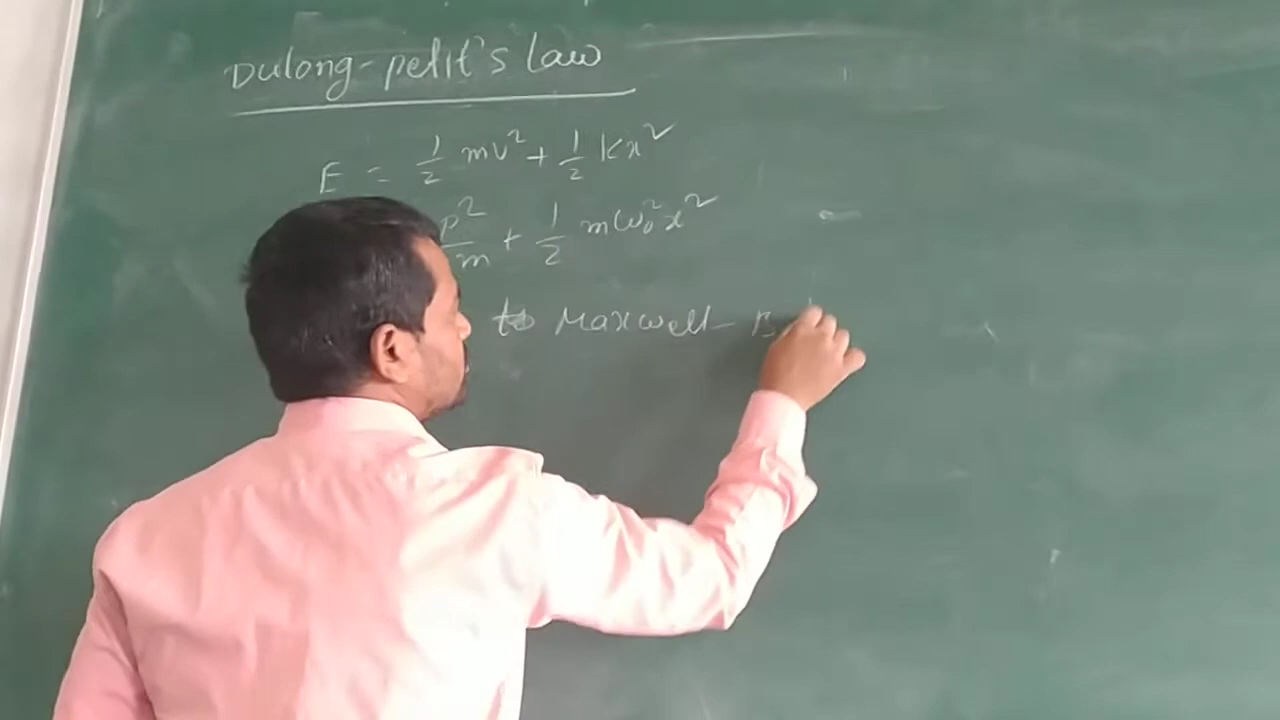 Dulong-petit's Law
E = 1/2 mv² + 1/2 kx²
p²/m + 1/2 mω₀²x²
to Maxwell- B